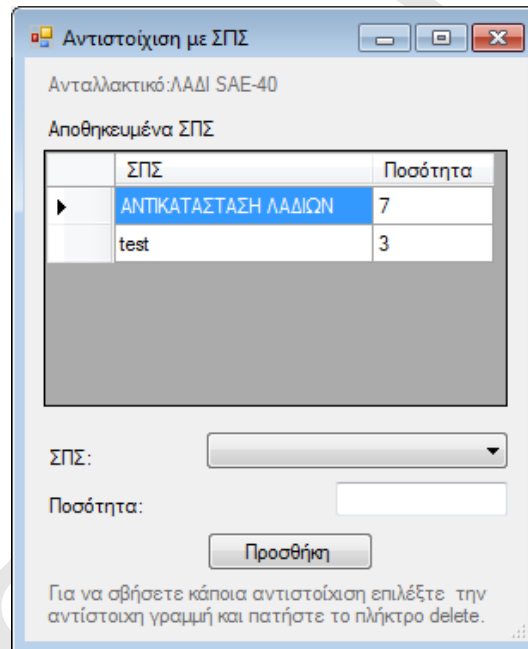 Αντιστοίχιση με ΣΠΣ
Ανταλλακτικό:ΛΑΔΙ SAE-40
Αποθηκευμένα ΣΠΣ
ΣΠΣ Ποσότητα
ΑΝΤΙΚΑΤΑΣΤΑΣΗ ΛΑΔΙΩΝ 7
test 3
ΣΠΣ:
Ποσότητα:
Προσθήκη
Για να σβήσετε κάποια αντιστοίχιση επιλέξτε την
αντίστοιχη γραμμή και πατήστε το πλήκτρο delete.